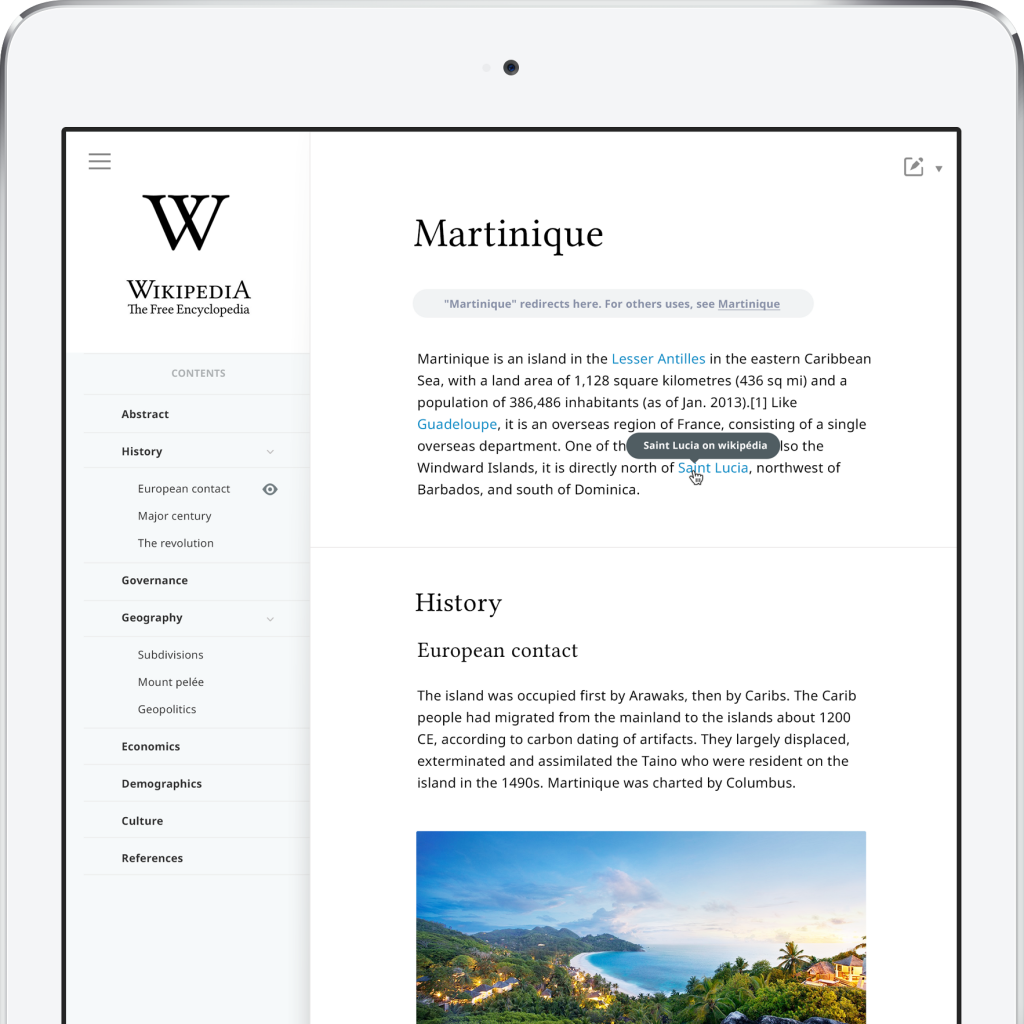 W
WIKIPEDIA
The Free Encyclopedia
CONTENTS
Abstract
History
European contact
Major century
The revolution
Governance
Geography
Subdivisions
Mount pelée
Geopolitics
Economics
Demographics
Culture
References
Martinique
"Martinique" redirects here. For others uses, see Martinique
Martinique is an island in the Lesser Antilles in the eastern Caribbean
Sea, with a land area of 1,128 square kilometres (436 sq mi) and a
population of 386,486 inhabitants (as of Jan. 2013).[1] Like
Guadeloupe, it is an overseas region of France, consisting of a single
overseas department. One of
Saint Lucia on wikipédia
the
Windward Islands, it is directly north of Saint Lucia, northwest of
Barbados, and south of Dominica.
History
European contact
The island was occupied first by Arawaks, then by Caribs. The Carib
people had migrated from the mainland to the islands about 1200
CE, according to carbon dating of artifacts. They largely displaced,
exterminated and assimilated the Taino who were resident on the
island in the 1490s. Martinique was charted by Columbus.